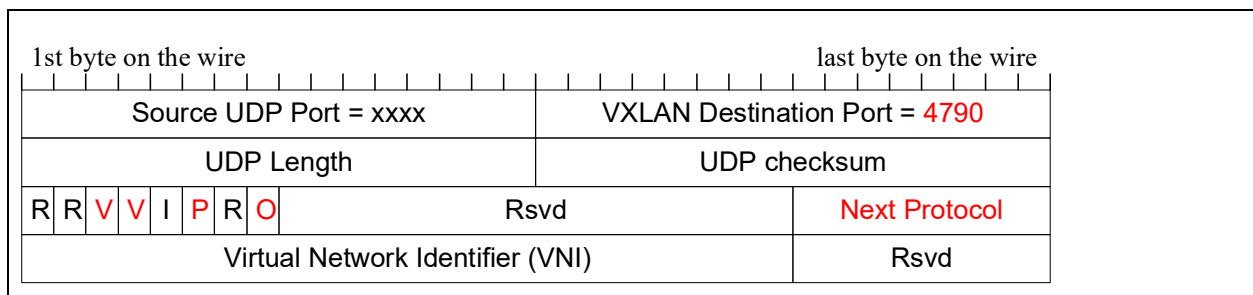 1st byte on the wire last byte on the wire
Source UDP Port = xxxx VXLAN Destination Port = 4790
UDP Length UDP checksum
R R V V I P R O Rsvd Next Protocol
Virtual Network Identifier (VNI) Rsvd